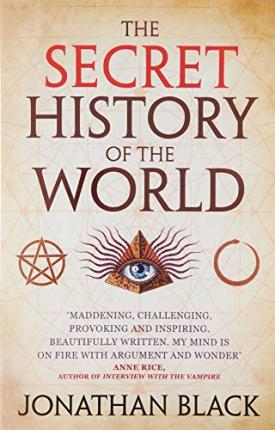 THE
SECRET
HISTORY
OF THE
WORLD
'MADDENING, CHALLENGING,
PROVOKING AND INSPIRING.
BEAUTIFULLY WRITTEN. MY MIND IS
ON FIRE WITH ARGUMENT AND WONDER'
ANNE RICE,
AUTHOR OF INTERVIEW WITH THE VAMPIRE
JONATHAN BLACK